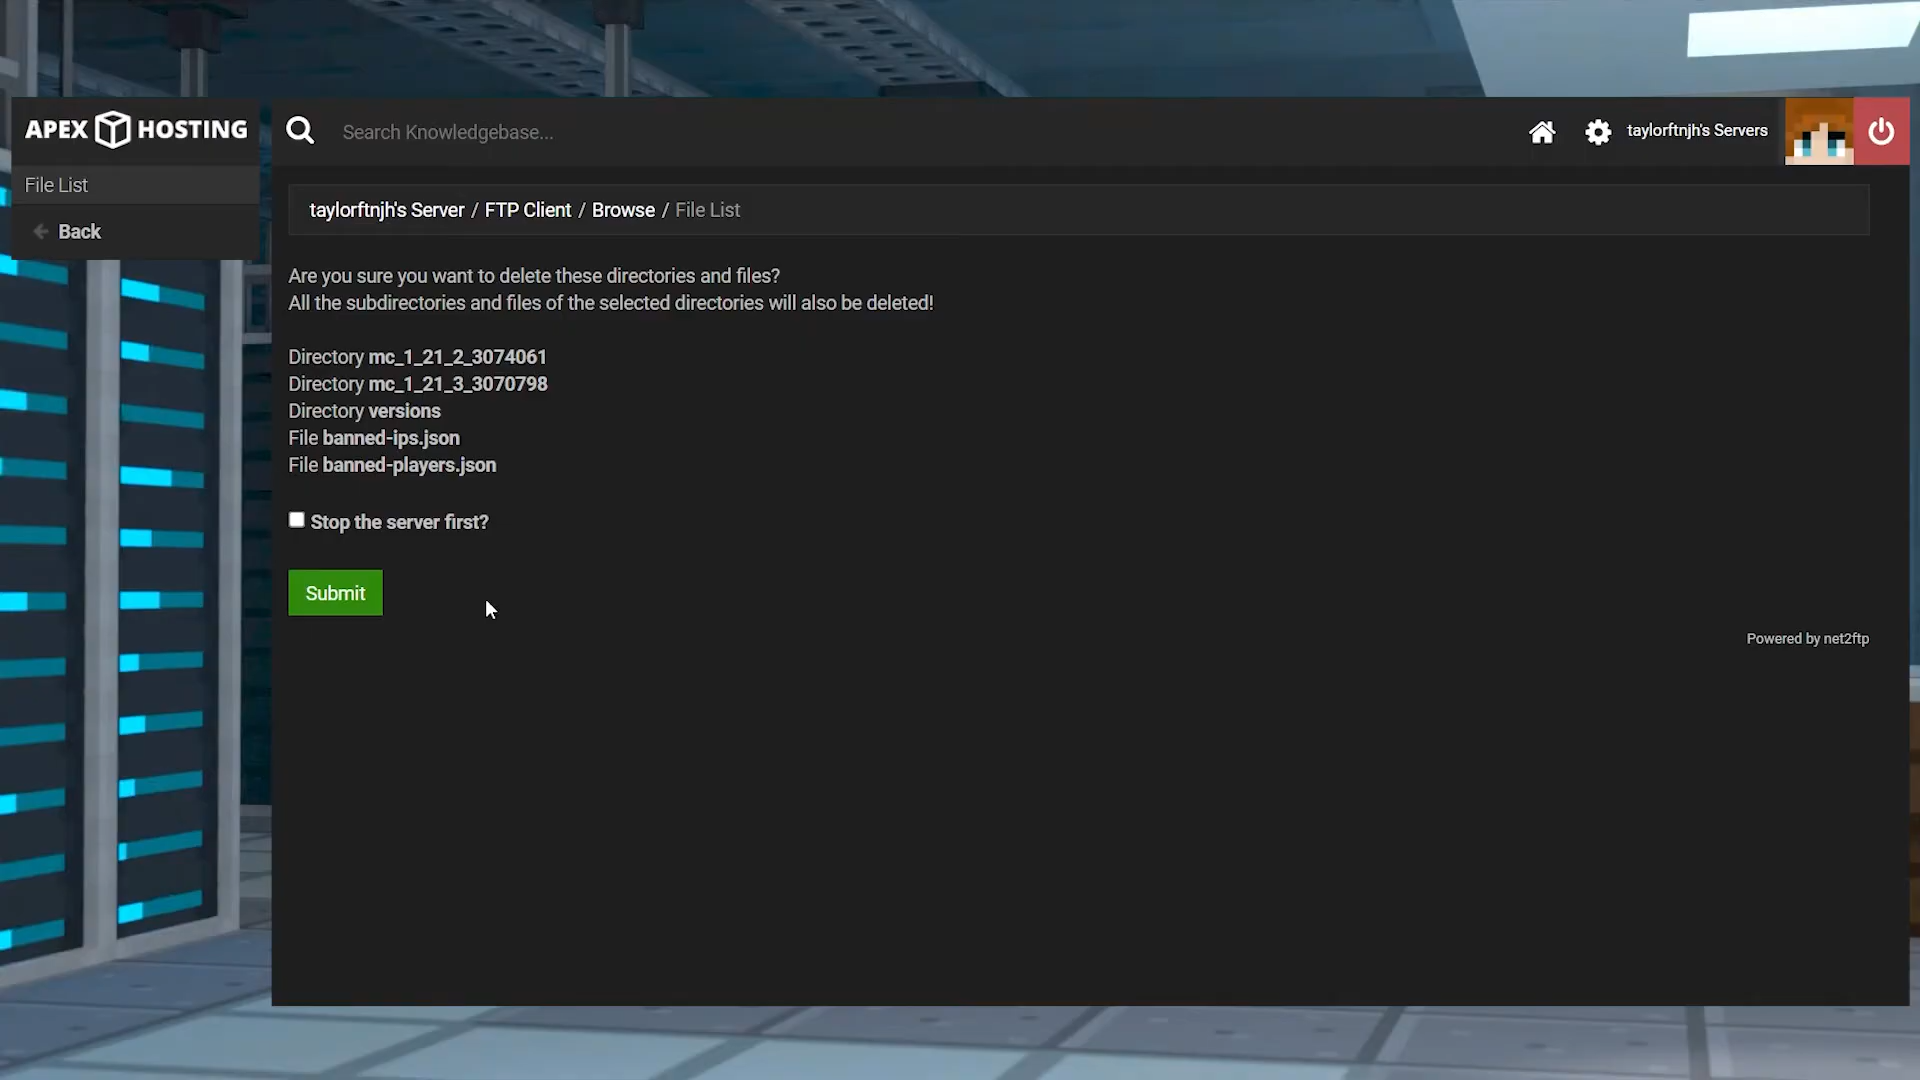 APEX HOSTING
Search Knowledgebase...
taylorftnjh's Servers
File List
Back
taylorftnjh's Server / FTP Client / Browse / File List
Are you sure you want to delete these directories and files?
All the subdirectories and files of the selected directories will also be deleted!
Directory mc_1_21_2_3074061
Directory mc_1_21_3_3070798
Directory versions
File banned-ips.json
File banned-players.json
Stop the server first?
Submit
Powered by net2ftp